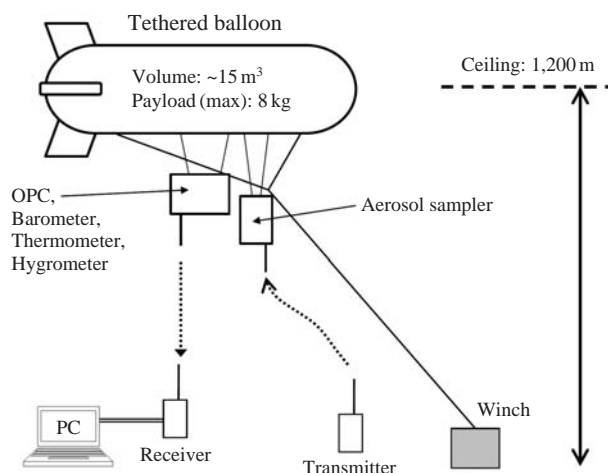 Tethered balloon
Volume: ~15 m³
Payload (max): 8 kg
Ceiling: 1,200 m
OPC,
Barometer,
Thermometer,
Hygrometer
Aerosol sampler
PC
Receiver
Transmitter
Winch